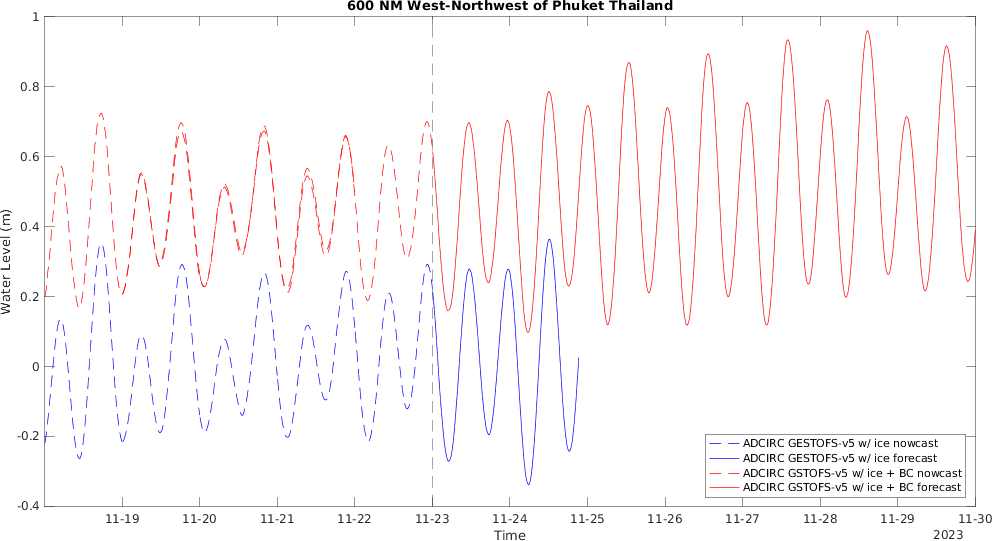 600 NM West-Northwest of Phuket Thailand
1
0.8
0.6
0.4
0.2
0
-0.2
-0.4
Water Level (m)
ADCIRC GESTOFS-v5 w/ ice nowcast
ADCIRC GESTOFS-v5 w/ ice forecast
ADCIRC GSTOFS-v5 w/ ice + BC nowcast
ADCIRC GSTOFS-v5 w/ ice + BC forecast
11-19 11-20 11-21 11-22 11-23 11-24 11-25 11-26 11-27 11-28 11-29 11-30
Time
2023